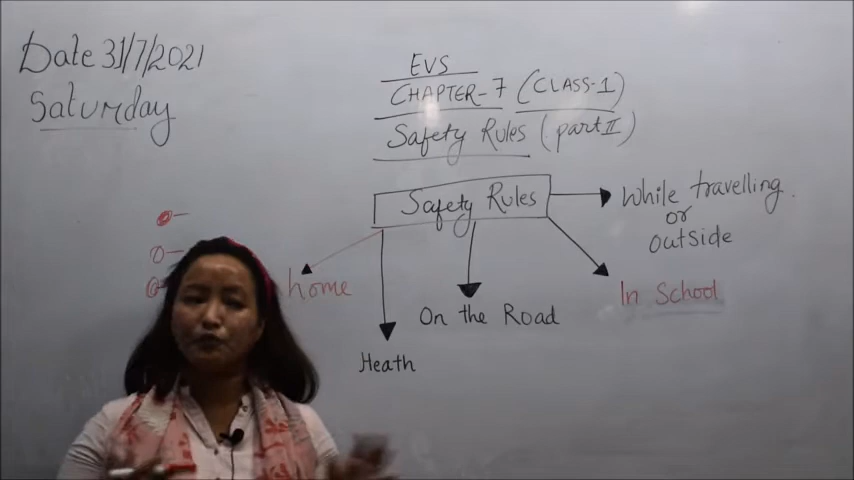 Date 31/7/2021
Saturday
EVS
CHAPTER-7 (CLASS-1)
Safety Rules (part II)
Safety Rules
While travelling
or
outside
home
In School
On the Road
Heath